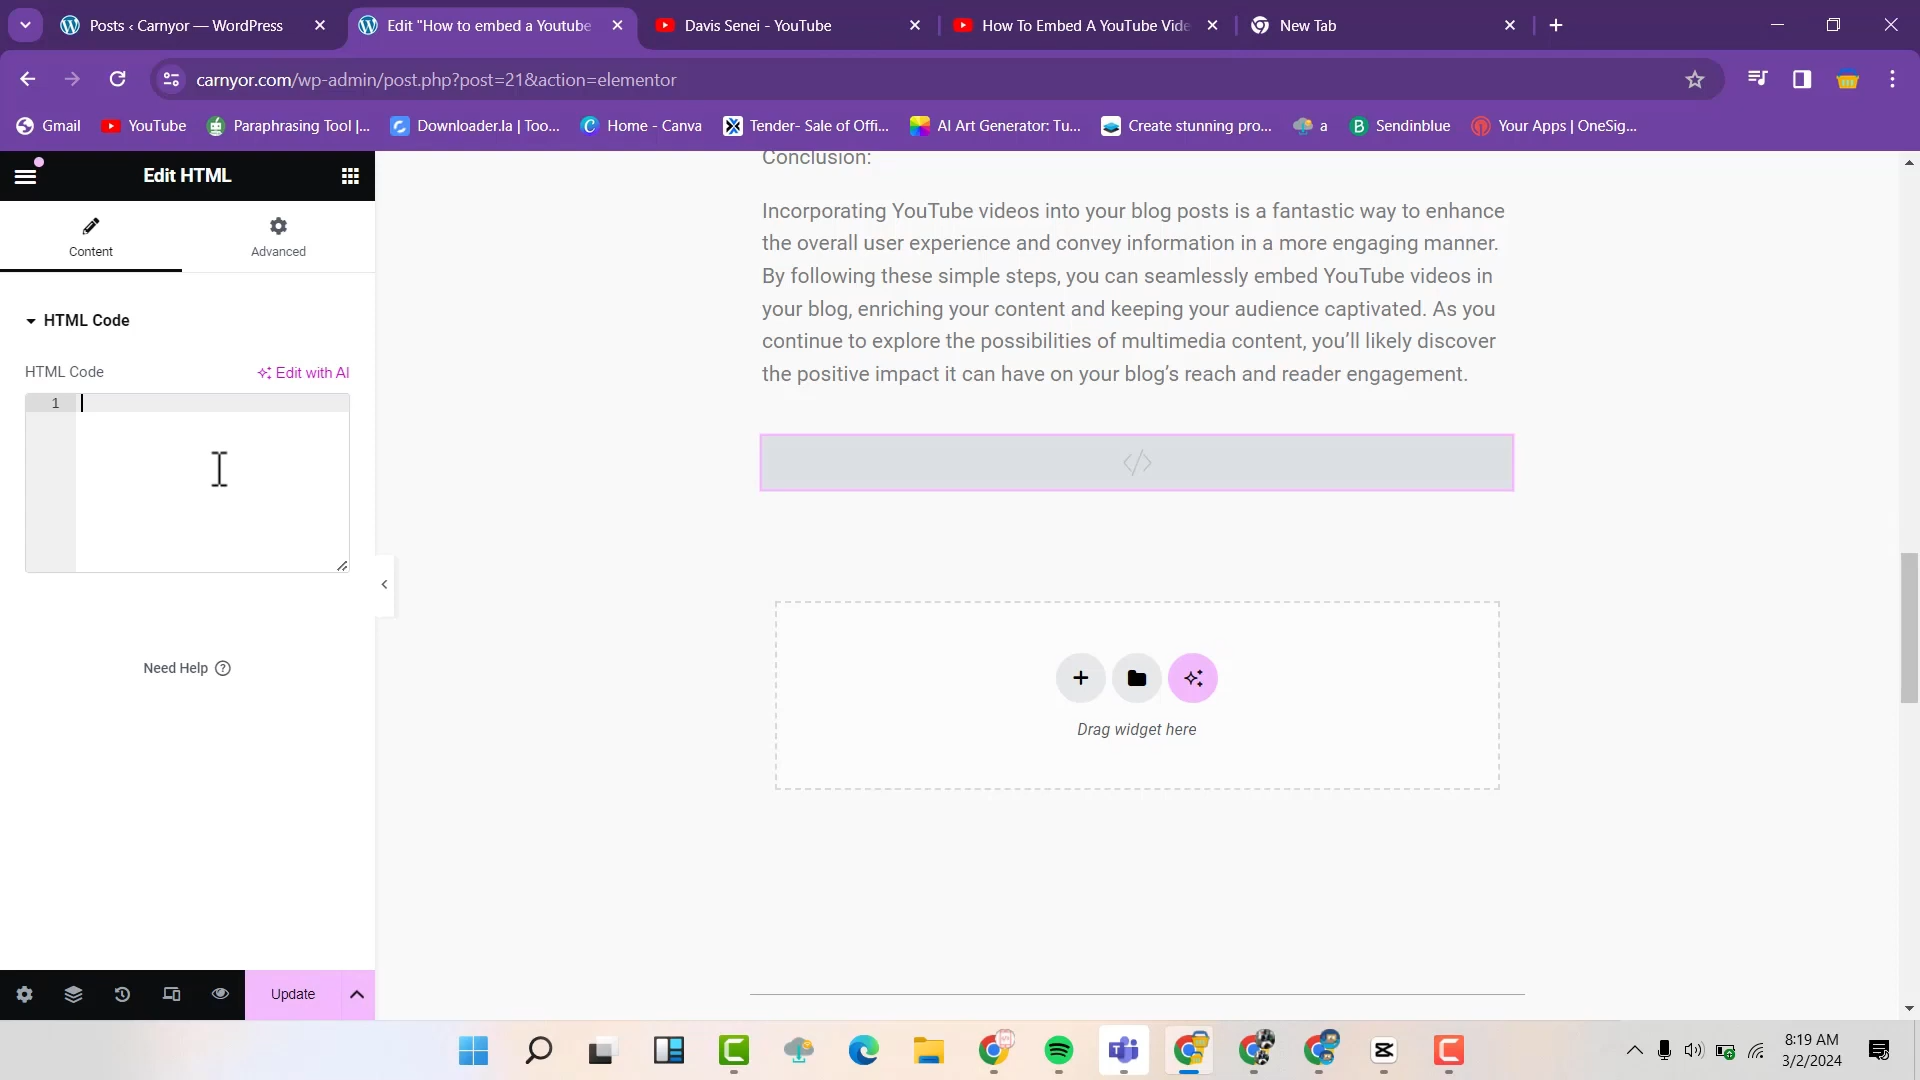 Posts ‹ Carnyor — WordPress
Edit "How to embed a Youtube
Davis Senei - YouTube
How To Embed A YouTube Vide
New Tab
carnyor.com/wp-admin/post.php?post=21&action=elementor
Gmail
YouTube
Paraphrasing Tool |...
Downloader.la | Too...
Home - Canva
Tender- Sale of Offi...
AI Art Generator: Tu...
Create stunning pro...
a
Sendinblue
Your Apps | OneSig...
Edit HTML
Content
Advanced
HTML Code
HTML Code
Edit with AI
1
Need Help ?
Update
Conclusion:
Incorporating YouTube videos into your blog posts is a fantastic way to enhance
the overall user experience and convey information in a more engaging manner.
By following these simple steps, you can seamlessly embed YouTube videos in
your blog, enriching your content and keeping your audience captivated. As you
continue to explore the possibilities of multimedia content, you’ll likely discover
the positive impact it can have on your blog’s reach and reader engagement.
</>
Drag widget here
8:19 AM
3/2/2024